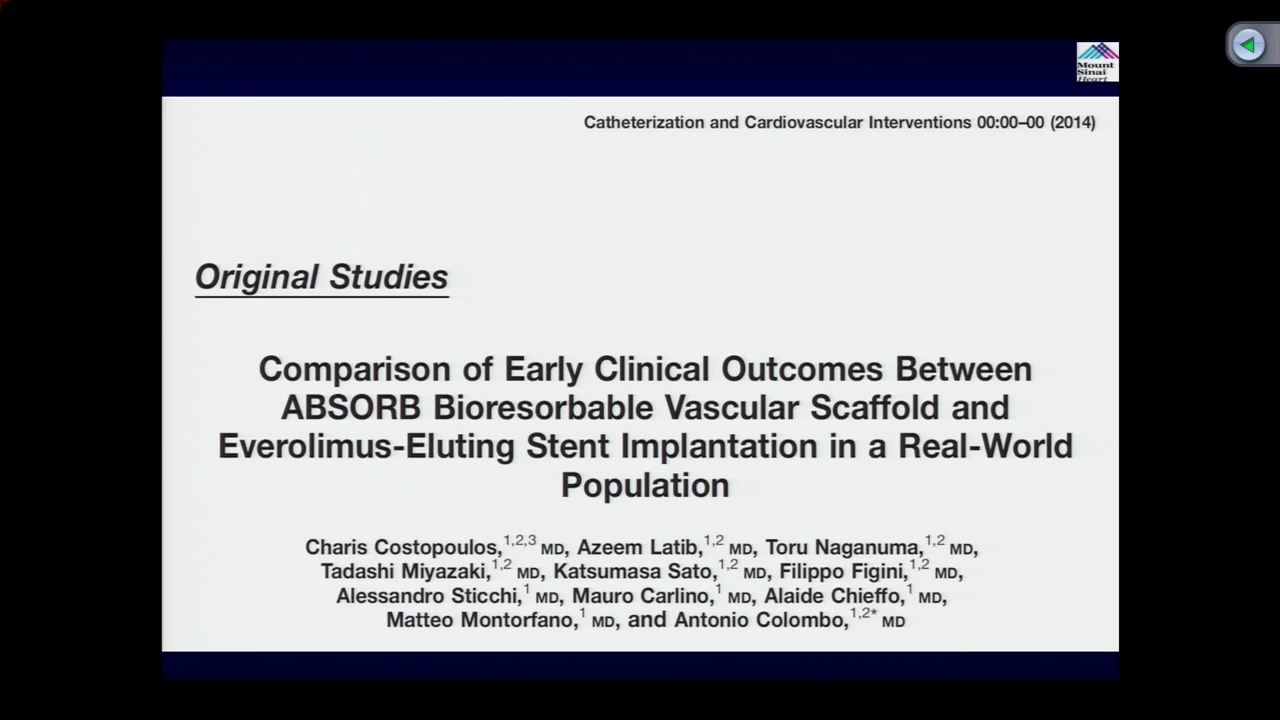 Mount
Sinai
Heart
Catheterization and Cardiovascular Interventions 00:00–00 (2014)
Original Studies
Comparison of Early Clinical Outcomes Between
ABSORB Bioresorbable Vascular Scaffold and
Everolimus-Eluting Stent Implantation in a Real-World
Population
Charis Costopoulos,1,2,3 MD, Azeem Latib,1,2 MD, Toru Naganuma,1,2 MD,
Tadashi Miyazaki,1,2 MD, Katsumasa Sato,1,2 MD, Filippo Figini,1,2 MD,
Alessandro Sticchi,1 MD, Mauro Carlino,1 MD, Alaide Chieffo,1 MD,
Matteo Montorfano,1 MD, and Antonio Colombo,1,2* MD